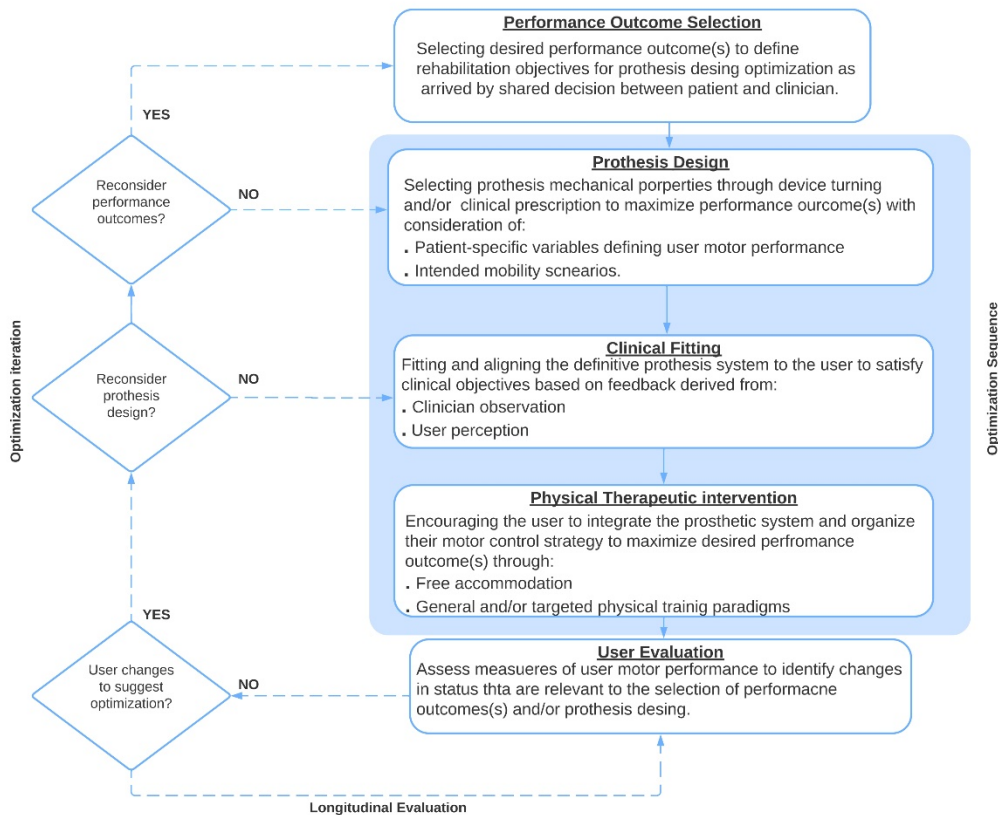 Performance Outcome Selection
Selecting desired performance outcome(s) to define
rehabilitation objectives for prothesis desing optimization as
arrived by shared decision between patient and clinician.
YES
Reconsider
performance
outcomes?
NO
Prothesis Design
Selecting prothesis mechanical porperties through device turning
and/or clinical prescription to maximize performance ourcome(s) with
consideration of:
. Patient-specific variables defining user motor performance
. Intended mobility scnearios.
Optimization iteration
Optimization Sequence
Reconsider
prothesis
design?
NO
Clinical Fitting
Fitting and aligning the definitive prothesis system to the user to satisfy
clinical objectives based on feedback derived from:
. Clinician observation
. User perception
Physical Therapeutic intervention
Encouraging the user to integrate the prosthetic system and organize
their motor control strategy to maximize desired perfromance
outcome(s) through:
. Free accommodation
. General and/or targeted physical trainig paradigms
YES
User changes
to suggest
optimization?
NO
User Evaluation
Assess measueres of user motor performance to identify changes
in status thta are relevant to the selection of performacne
outcomes(s) and/or prothesis desing.
Longitudinal Evaluation